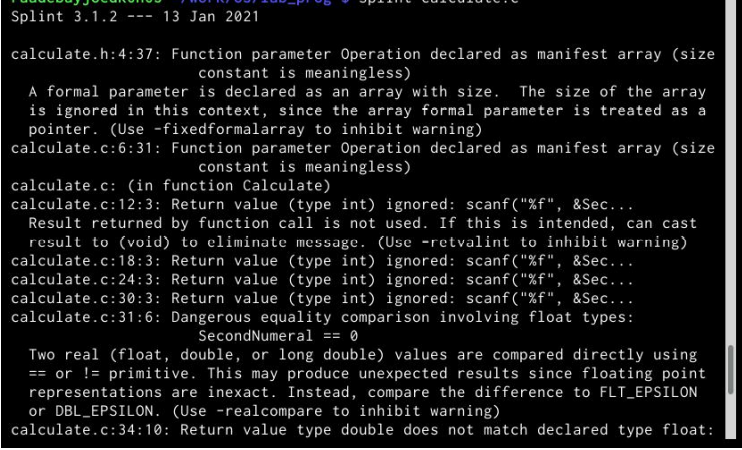 Splint 3.1.2 --- 13 Jan 2021
calculate.h:4:37: Function parameter Operation declared as manifest array (size
constant is meaningless)
A formal parameter is declared as an array with size.  The size of the array
is ignored in this context, since the array formal parameter is treated as a
pointer. (Use -fixedformalarray to inhibit warning)
calculate.c:6:31: Function parameter Operation declared as manifest array (size
constant is meaningless)
calculate.c: (in function Calculate)
calculate.c:12:3: Return value (type int) ignored: scanf("%f", &Sec...
Result returned by function call is not used. If this is intended, can cast
result to (void) to eliminate message. (Use -retvalint to inhibit warning)
calculate.c:18:3: Return value (type int) ignored: scanf("%f", &Sec...
calculate.c:24:3: Return value (type int) ignored: scanf("%f", &Sec...
calculate.c:30:3: Return value (type int) ignored: scanf("%f", &Sec...
calculate.c:31:6: Dangerous equality comparison involving float types:
SecondNumeral == 0
Two real (float, double, or long double) values are compared directly using
== or != primitive. This may produce unexpected results since floating point
representations are inexact. Instead, compare the difference to FLT_EPSILON
or DBL_EPSILON. (Use -realcompare to inhibit warning)
calculate.c:34:10: Return value type double does not match declared type float: